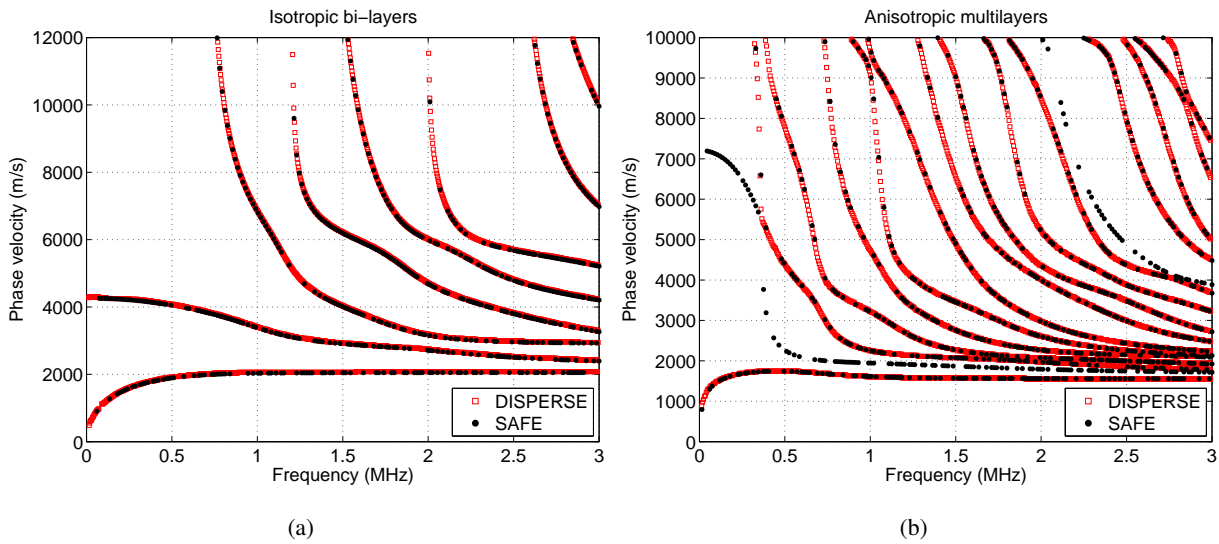 Isotropic bi−layers
12000
10000
8000
6000
4000
2000
0
Phase velocity (m/s)
0 0.5 1 1.5 2 2.5 3
Frequency (MHz)
DISPERSE
SAFE
(a)
Anisotropic multilayers
10000
9000
8000
7000
6000
5000
4000
3000
2000
1000
0
Phase velocity (m/s)
0 0.5 1 1.5 2 2.5 3
Frequency (MHz)
DISPERSE
SAFE
(b)